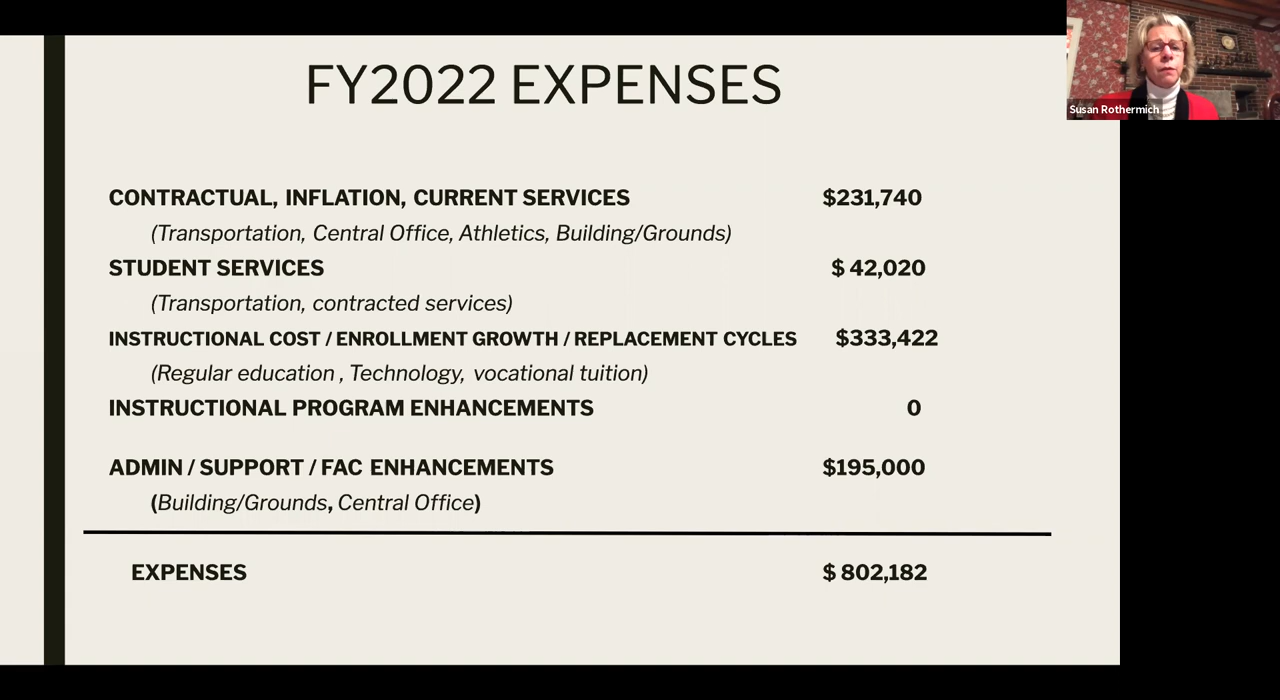 FY2022 EXPENSES
Susan Rothermich
CONTRACTUAL, INFLATION, CURRENT SERVICES $231,740
(Transportation, Central Office, Athletics, Building/Grounds)
STUDENT SERVICES $ 42,020
(Transportation, contracted services)
INSTRUCTIONAL COST / ENROLLMENT GROWTH / REPLACEMENT CYCLES $333,422
(Regular education , Technology, vocational tuition)
INSTRUCTIONAL PROGRAM ENHANCEMENTS 0
ADMIN / SUPPORT / FAC ENHANCEMENTS $195,000
(Building/Grounds, Central Office)
EXPENSES $ 802,182